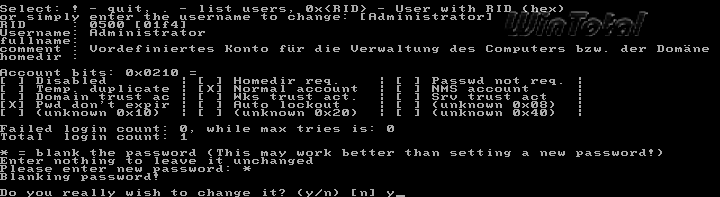 Select: ! - quit, . - list users, 0x<RID> - User with RID (hex)
or simply enter the username to change: [Administrator]
RID     : 0500 [01f4]
Username: Administrator
fullname:
comment : Vordefiniertes Konto für die Verwaltung des Computers bzw. der Domäne
homedir :
Account bits: 0x0210 =
[ ] Disabled        | [ ] Homedir req.    | [ ] Passwd not req. |
[ ] Temp. duplicate | [X] Normal account  | [ ] NMS account     |
[ ] Domain trust ac | [ ] Wks trust act.  | [ ] Srv trust act   |
[X] Pwd don't expir | [ ] Auto lockout    | [ ] (unknown 0x08)  |
[ ] (unknown 0x10)  | [ ] (unknown 0x20)  | [ ] (unknown 0x40)  |
Failed login count: 0, while max tries is: 0
Total  login count: 1
* = blank the password (This may work better than setting a new password!)
Enter nothing to leave it unchanged
Please enter new password: *
Blanking password!
Do you really wish to change it? (y/n) [n] y_
WinTotal